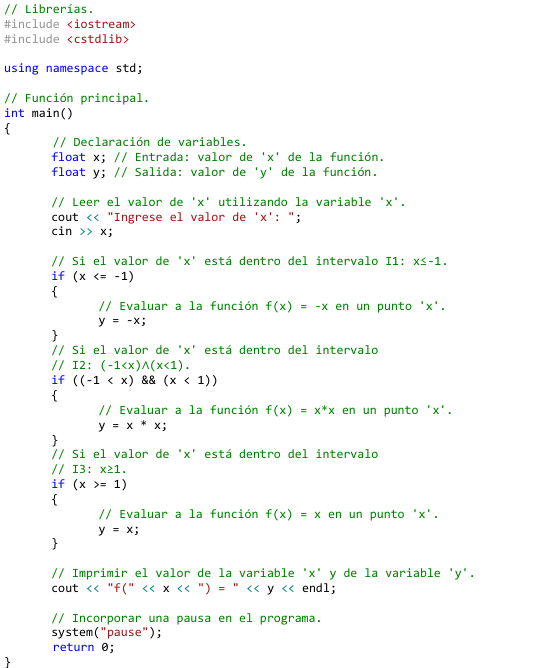 // Librerías.
#include <iostream>
#include <cstdlib>

using namespace std;

// Función principal.
int main()
{
       // Declaración de variables.
       float x; // Entrada: valor de 'x' de la función.
       float y; // Salida: valor de 'y' de la función.

       // Leer el valor de 'x' utilizando la variable 'x'.
       cout << "Ingrese el valor de 'x': ";
       cin >> x;

       // Si el valor de 'x' está dentro del intervalo I1: x≤-1.
       if (x <= -1)
       {
              // Evaluar a la función f(x) = -x en un punto 'x'.
              y = -x;
       }
       // Si el valor de 'x' está dentro del intervalo
       // I2: (-1<x)∧(x<1).
       if ((-1 < x) && (x < 1))
       {
              // Evaluar a la función f(x) = x*x en un punto 'x'.
              y = x * x;
       }
       // Si el valor de 'x' está dentro del intervalo
       // I3: x≥1.
       if (x >= 1)
       {
              // Evaluar a la función f(x) = x en un punto 'x'.
              y = x;
       }

       // Imprimir el valor de la variable 'x' y de la variable 'y'.
       cout << "f(" << x << ") = " << y << endl;

       // Incorporar una pausa en el programa.
       system("pause");
       return 0;
}